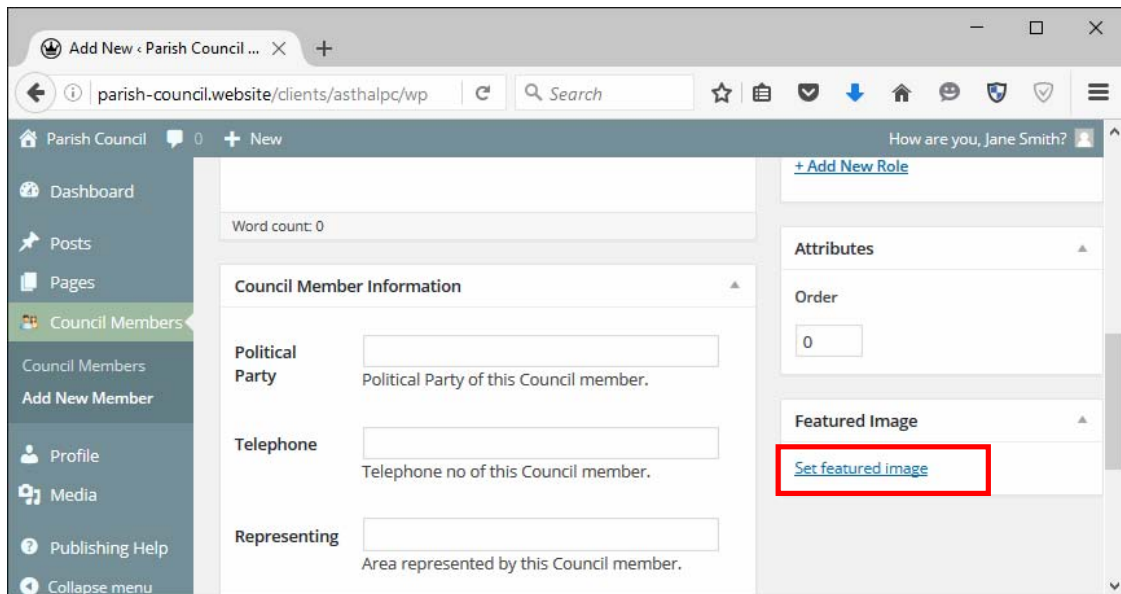 Add New ‹ Parish Council ...
parish-council.website/clients/asthalpc/wp
Search
Parish Council 0 + New
How are you, Jane Smith?
Dashboard
Posts
Pages
Council Members
Council Members
Add New Member
Profile
Media
Publishing Help
Collapse menu
Word count: 0
Council Member Information
Political
Party
Political Party of this Council member.
Telephone
Telephone no of this Council member.
Representing
Area represented by this Council member.
+ Add New Role
Attributes
Order
0
Featured Image
Set featured image